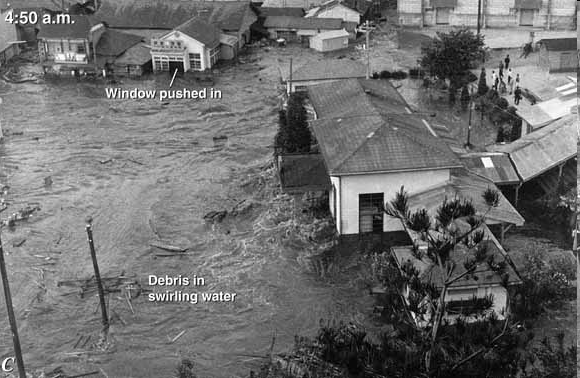 4:50 a.m.
Window pushed in
Debris in
swirling water
C